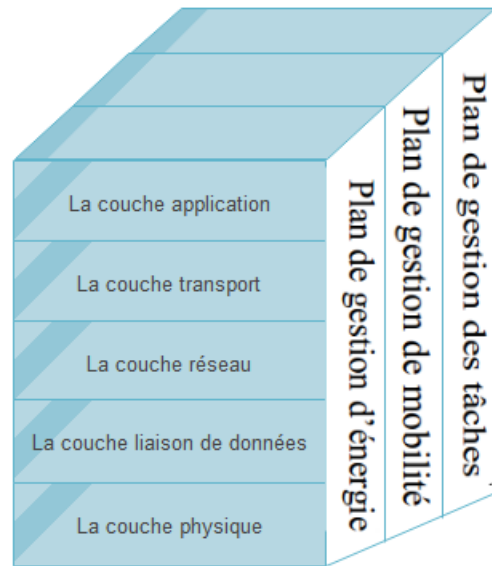 La couche application
La couche transport
La couche réseau
La couche liaison de données
La couche physique
Plan de gestion d'énergie
Plan de gestion de mobilité
Plan de gestion des tâches